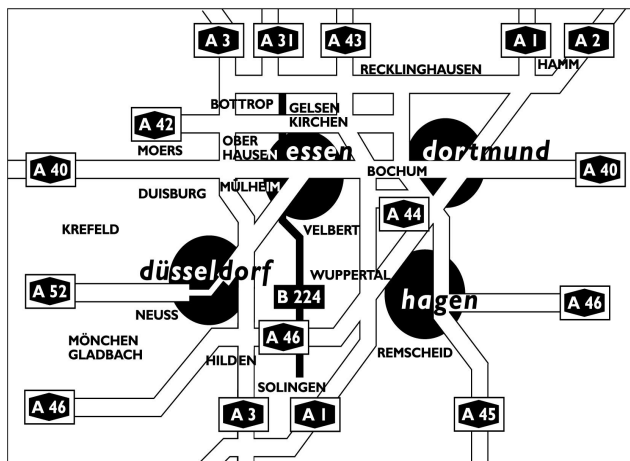 A 3
A 31
A 43
A 1
A 2
RECKLINGHAUSEN
HAMM
BOTTROP
GELSEN
KIRCHEN
A 42
MOERS
OBER
HAUSEN
essen
dortmund
A 40
BOCHUM
A 40
DUISBURG
MÜLHEIM
A 44
KREFELD
VELBERT
düsseldorf
WUPPERTAL
A 52
B 224
hagen
A 46
NEUSS
MÖNCHEN
GLADBACH
A 46
HILDEN
REMSCHEID
SOLINGEN
A 46
A 3
A 1
A 45